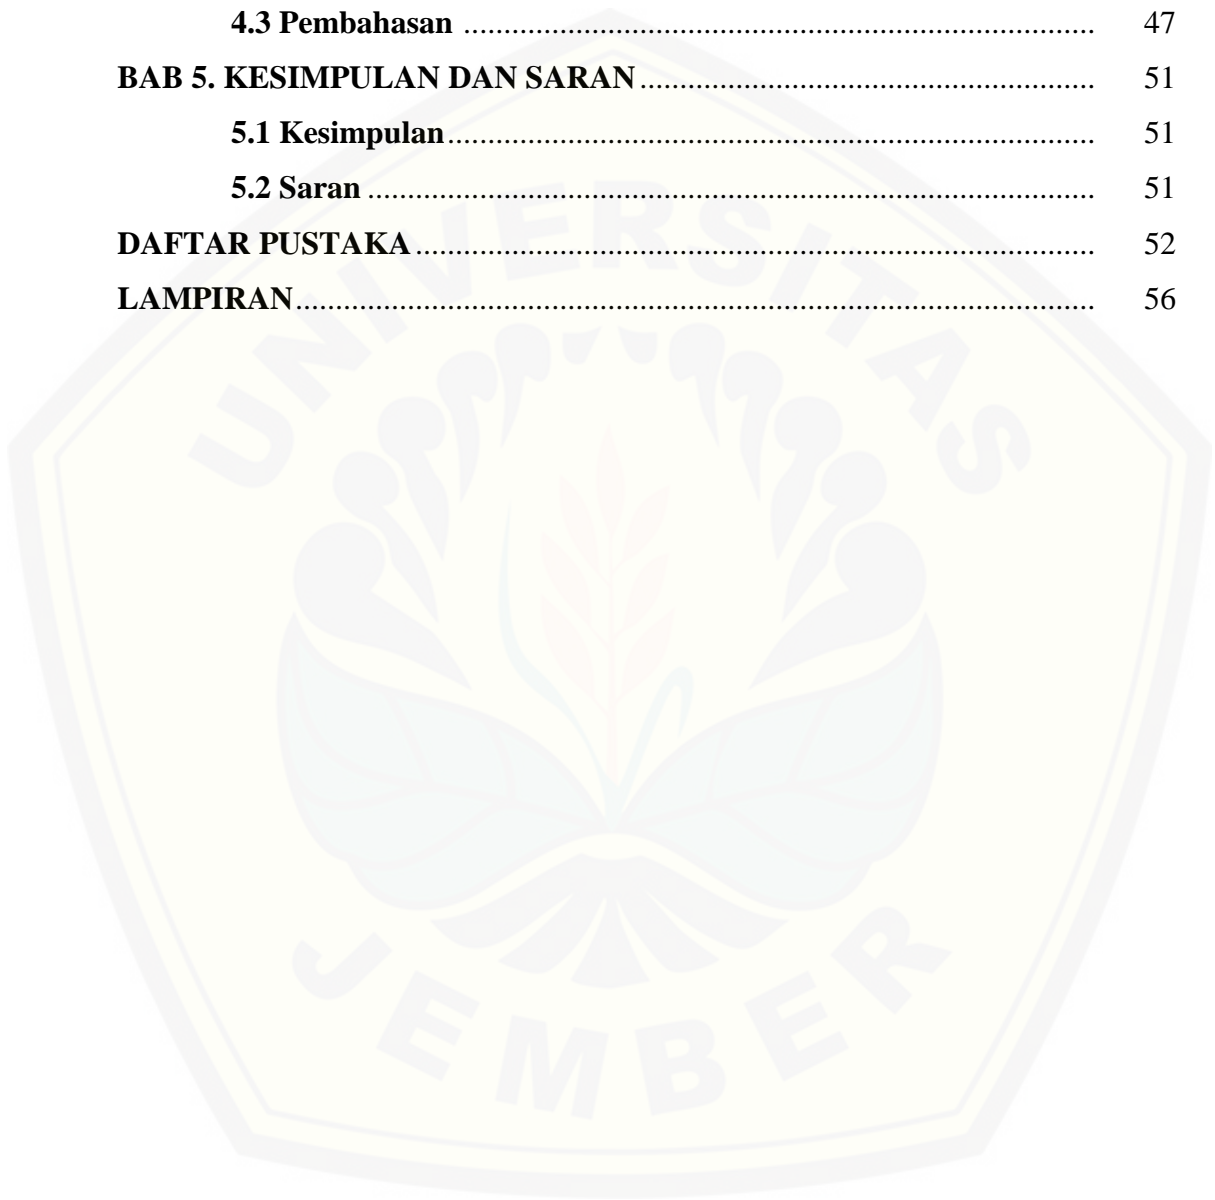 4.3 Pembahasan ............................................................................. 47
BAB 5. KESIMPULAN DAN SARAN ....................................................... 51
5.1 Kesimpulan ............................................................................... 51
5.2 Saran ......................................................................................... 51
DAFTAR PUSTAKA ................................................................................... 52
LAMPIRAN .................................................................................................. 56
UNIVERSITAS
JEMBER